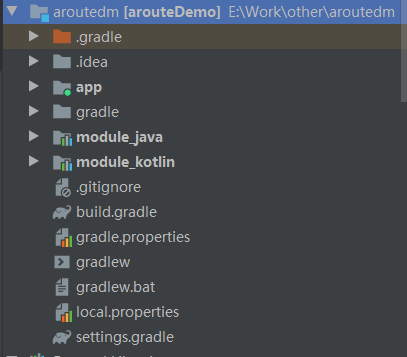 aroutedm [arouteDemo] E:\Work\other\aroutedm
.gradle
.idea
app
gradle
module_java
module_kotlin
.gitignore
build.gradle
gradle.properties
gradlew
gradlew.bat
local.properties
settings.gradle